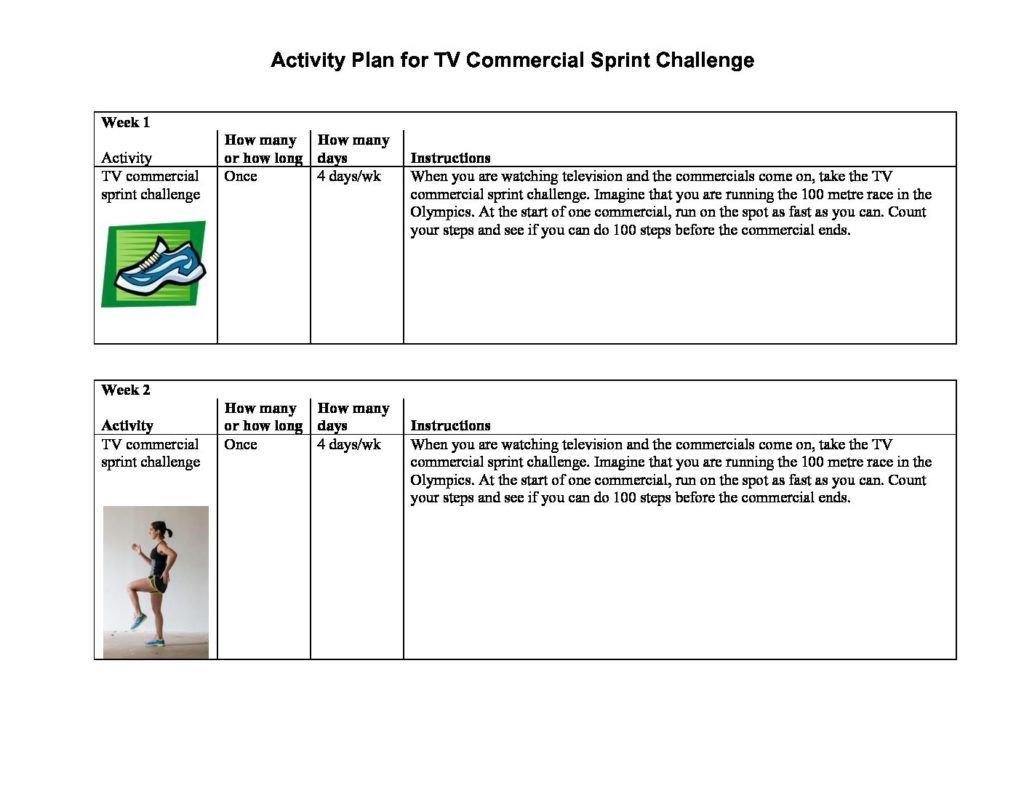 Activity Plan for TV Commercial Sprint Challenge
Week 1
Activity
How many
or how long
How many
days
Instructions
TV commercial
sprint challenge
Once
4 days/wk
When you are watching television and the commercials come on, take the TV
commercial sprint challenge. Imagine that you are running the 100 metre race in the
Olympics. At the start of one commercial, run on the spot as fast as you can. Count
your steps and see if you can do 100 steps before the commercial ends.
Week 2
Activity
How many
or how long
How many
days
Instructions
TV commercial
sprint challenge
Once
4 days/wk
When you are watching television and the commercials come on, take the TV
commercial sprint challenge. Imagine that you are running the 100 metre race in the
Olympics. At the start of one commercial, run on the spot as fast as you can. Count
your steps and see if you can do 100 steps before the commercial ends.